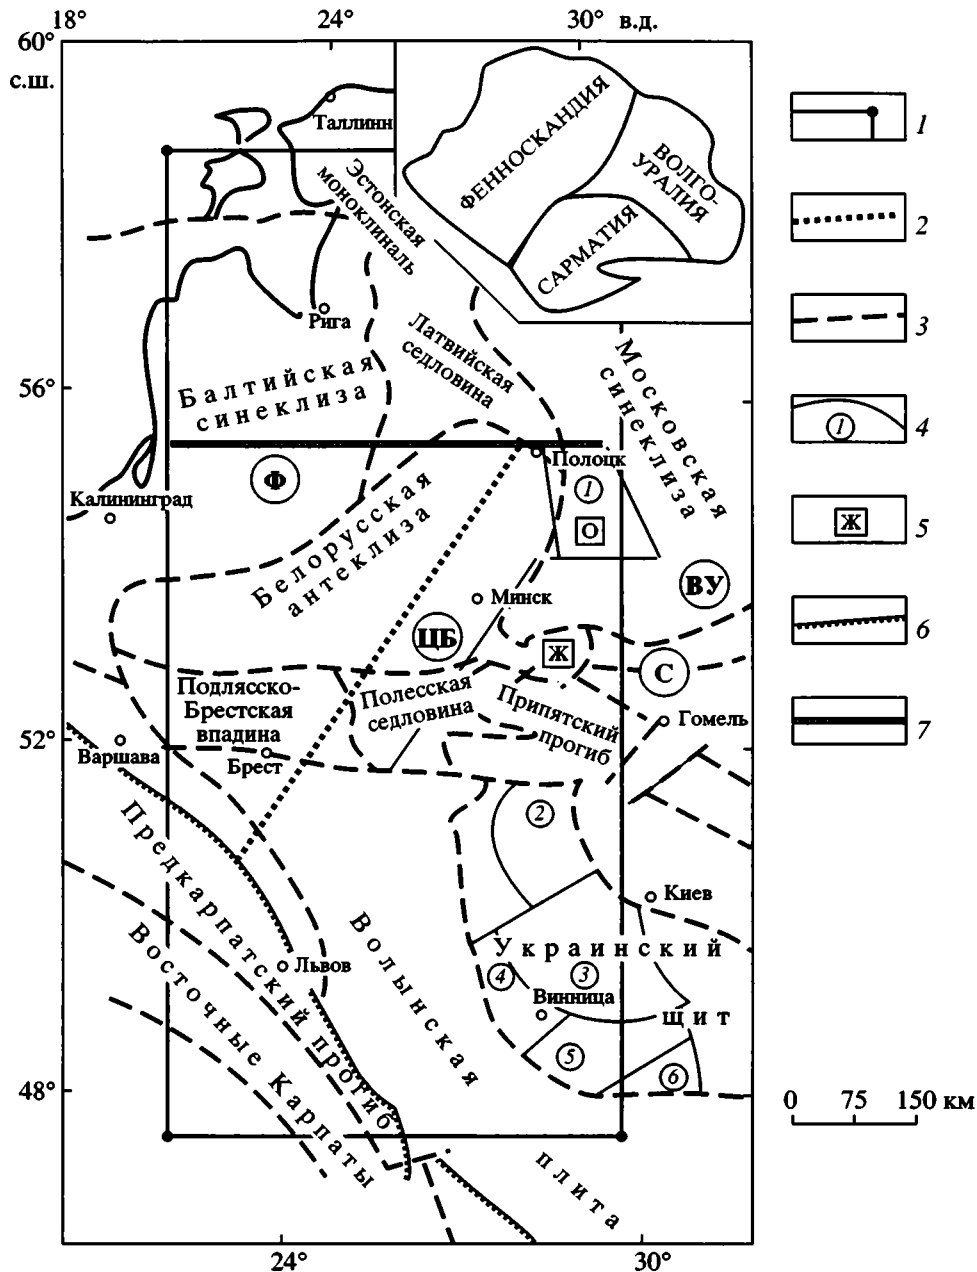 18°
24°
30° в.д.
60°
с.ш.
Таллинн
ФЕННОСКАНДИЯ
ВОЛГО-
УРАЛИЯ
САРМАТИЯ
Эстонская
моноклиналь
Рига
Латвийская
седловина
Московская
синеклиза
56°
Балтийская
синеклиза
Полоцк
Ф
1
О
Калининград
Белорусская
антеклиза
Минск
ВУ
ЦБ
Ж
С
Подлясско-
Брестская
впадина
Полесская
седловина
Припятский
прогиб
Гомель
52°
Варшава
Брест
2
Предкарпатский прогиб
Киев
Волынская
плита
Украинский
щит
Восточные Карпаты
Львов
4
3
Винница
5
6
48°
24°
30°
1
2
3
1
4
Ж
5
6
7
0
75
150 км